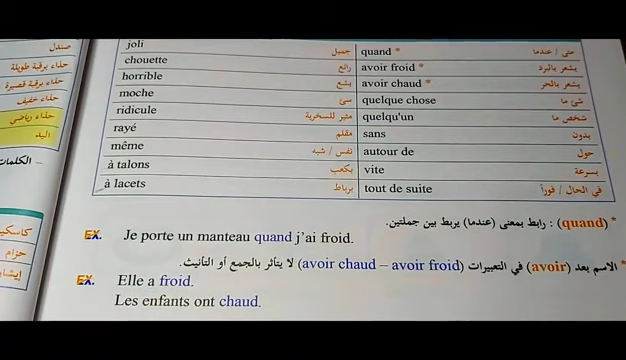 صندل
حذاء برقبة طويلة
حذاء برقبة قصيرة
حذاء خفيف
حذاء رياضى
اليد
– الكلمات
حزام
joli جميل
chouette رائع
horrible بشع
moche سئ
ridicule مثير للسخرية
rayé مقلم
même نفس / شبه
à talons بكعب
à lacets برباط
quand * متى / عندما
avoir froid * يشعر بالبرد
avoir chaud * يشعر بالحر
quelque chose شئ ما
quelqu'un شخص ما
sans بدون
autour de حول
vite بسرعة
tout de suite في الحال / فوراً
* (quand) : رابط بمعنى (عندما) يربط بين جملتين.
EX. Je porte un manteau quand j'ai froid.
* الاسم بعد (avoir) في التعبيرات (avoir chaud – avoir froid) لا يتأثر بالجمع أو التأنيث.
EX. Elle a froid.
Les enfants ont chaud.